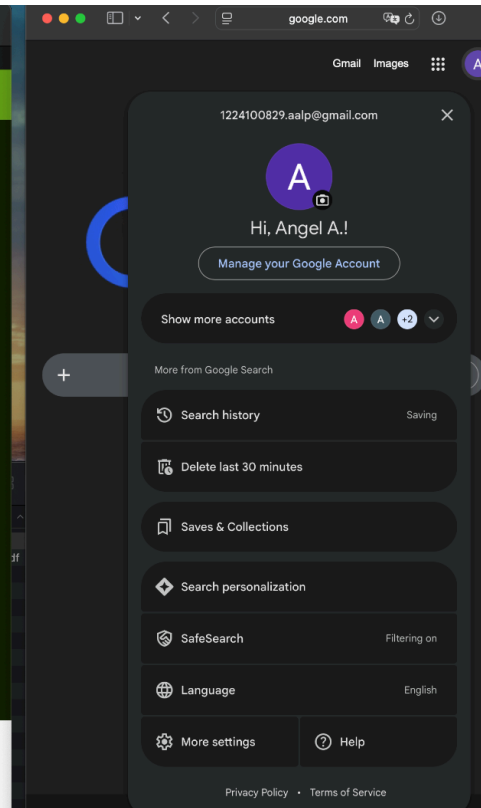 google.com
Gmail Images
A
1224100829.aalp@gmail.com
A
Hi, Angel A.!
Manage your Google Account
Show more accounts A A +2
More from Google Search
Search history Saving
Delete last 30 minutes
Saves & Collections
df
Search personalization
SafeSearch Filtering on
Language English
More settings Help
Privacy Policy • Terms of Service